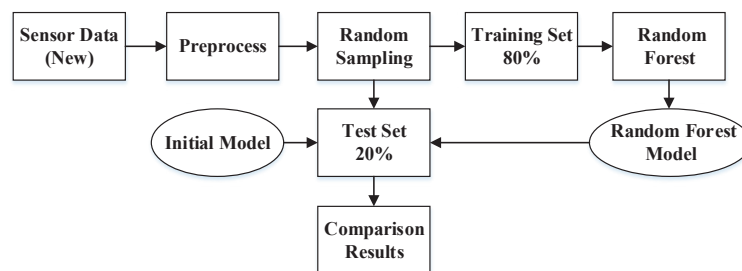 Sensor Data
(New)
Preprocess
Random
Sampling
Training Set
80%
Random
Forest
Initial Model
Test Set
20%
Random Forest
Model
Comparison
Results